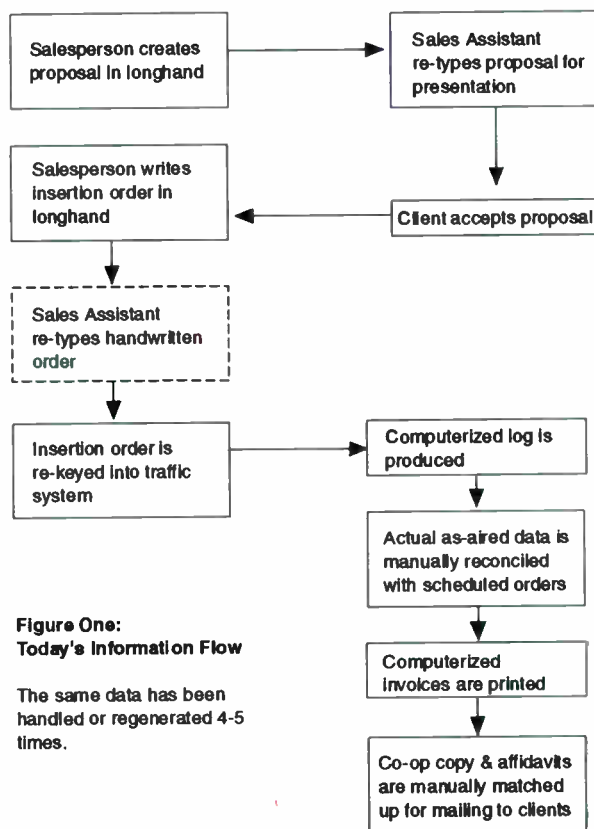 Salesperson creates
proposal in longhand
Sales Assistant
re-types proposal for
presentation
Client accepts proposal
Salesperson writes
insertion order in
longhand
Sales Assistant
re-types handwritten
order
Insertion order is
re-keyed into traffic
system
Computerized log is
produced
Actual as-aired data is
manually reconciled
with scheduled orders
Computerized
invoices are printed
Co-op copy & affidavits
are manually matched
up for mailing to clients
Figure One:
Today's Information Flow
The same data has been
handled or regenerated 4-5
times.